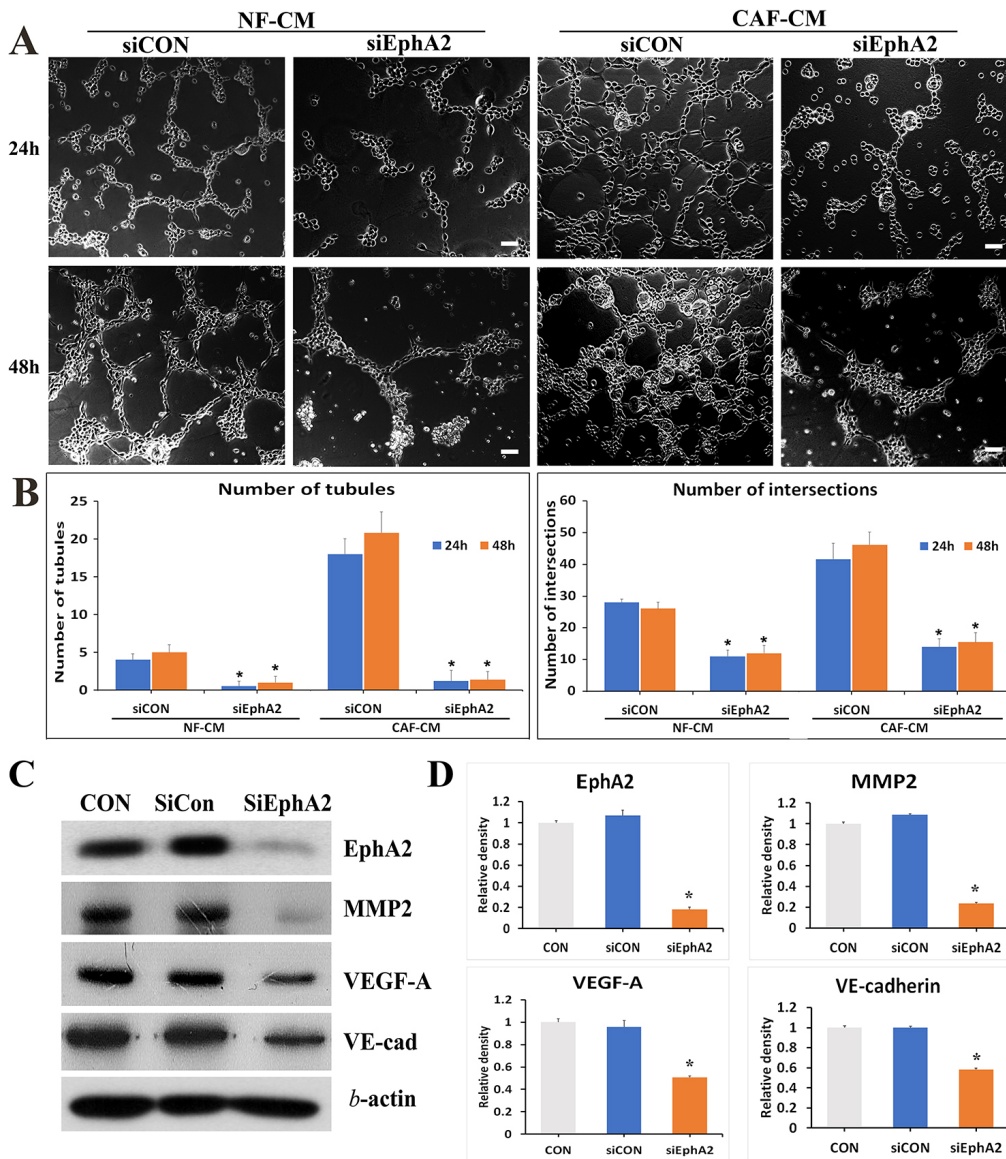 A
NF-CM CAF-CM
siCON siEphA2 siCON siEphA2
24h
48h
B
Number of tubules
Number of tubules
25
20
15
10
5
0
24h 48h
* * * *
siCON siEphA2 siCON siEphA2
NF-CM CAF-CM
Number of intersections
Number of intersections
60
50
40
30
20
10
0
24h 48h
* * * *
siCON siEphA2 siCON siEphA2
NF-CM CAF-CM
C
CON SiCon SiEphA2
EphA2
MMP2
VEGF-A
VE-cad
b-actin
D
EphA2
Relative density
1.2
1
0.8
0.6
0.4
0.2
0
*
CON siCON siEphA2
MMP2
Relative density
1.2
1
0.8
0.6
0.4
0.2
0
*
CON siCON siEphA2
VEGF-A
Relative density
1.2
1
0.8
0.6
0.4
0.2
0
*
CON siCON siEphA2
VE-cadherin
Relative density
1.2
1
0.8
0.6
0.4
0.2
0
*
CON siCON siEphA2